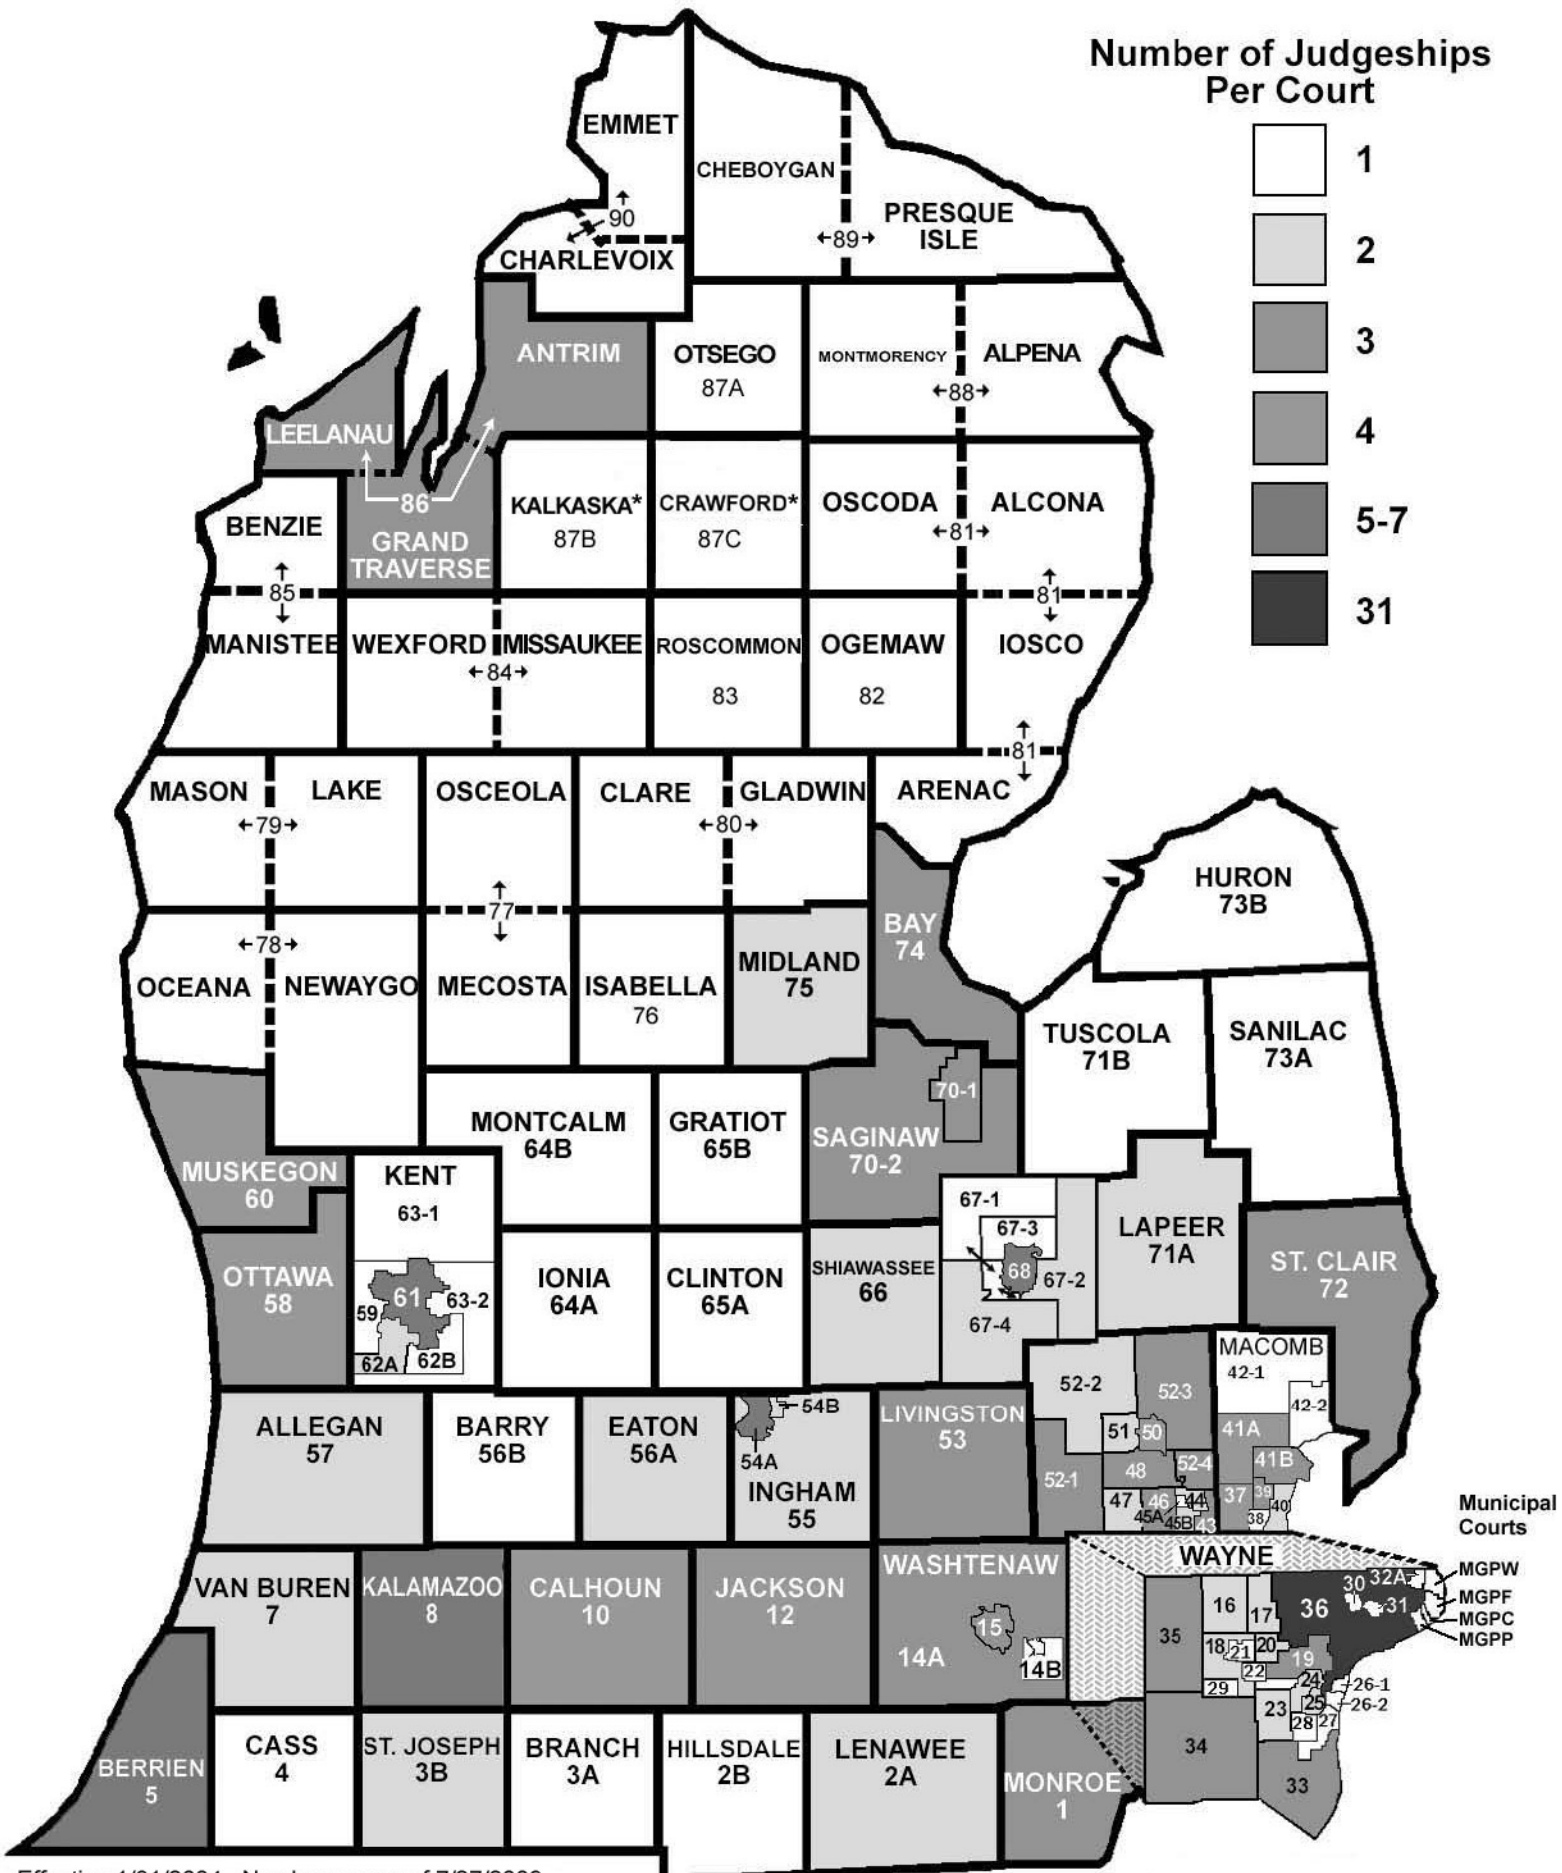 Number of Judgeships
Per Court
1
2
3
4
5-7
31
EMMET
CHEBOYGAN
PRESQUE
ISLE
90
89
CHARLEVOIX
ANTRIM
OTSEGO
87A
MONTMORENCY
ALPENA
88
LEELANAU
86
GRAND
TRAVERSE
BENZIE
KALKASKA*
87B
CRAWFORD*
87C
OSCODA
ALCONA
81
85
81
MANISTEE
WEXFORD
MISSAUKEE
84
ROSCOMMON
83
OGEMAW
82
IOSCO
81
MASON
LAKE
79
OSCEOLA
CLARE
GLADWIN
80
ARENAC
77
78
OCEANA
NEWAYGO
MECOSTA
ISABELLA
76
MIDLAND
75
BAY
74
HURON
73B
TUSCOLA
71B
SANILAC
73A
MUSKEGON
60
MONTCALM
64B
GRATIOT
65B
70-1
SAGINAW
70-2
KENT
63-1
61
59
63-2
62A
62B
OTTAWA
58
IONIA
64A
CLINTON
65A
SHIAWASSEE
66
67-1
67-3
68
67-2
2
67-4
LAPEER
71A
ST. CLAIR
72
MACOMB
42-1
42-2
41A
41B
37
39
40
38
52-2
52-3
51
50
52-1
48
52-4
47
46
44
45A
45B
43
ALLEGAN
57
BARRY
56B
EATON
56A
54B
54A
INGHAM
55
LIVINGSTON
53
Municipal
Courts
MGPW
MGPF
MGPC
MGPP
WAYNE
30
32A
31
36
16
17
35
18
21
20
19
22
29
24
26-1
25
26-2
23
28
27
34
33
VAN BUREN
7
KALAMAZOO
8
CALHOUN
10
JACKSON
12
WASHTENAW
15
14A
14B
BERRIEN
5
CASS
4
ST. JOSEPH
3B
BRANCH
3A
HILLSDALE
2B
LENAWEE
2A
MONROE
1